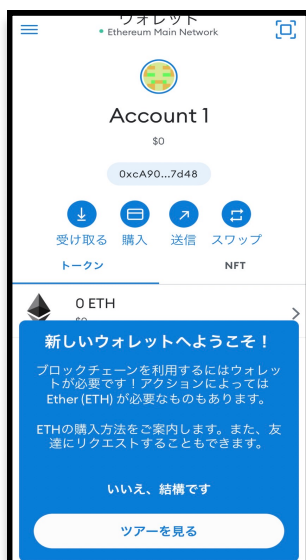 ウォレット
Ethereum Main Network
Account 1
$0
0xcA90...7d48
受け取る 購入 送信 スワップ
トークン NFT
0 ETH
$0
新しいウォレットへようこそ！
ブロックチェーンを利用するにはウォレッ
トが必要です！アクションによっては
Ether (ETH) が必要なものもあります。
ETHの購入方法をご案内します。また、友
達にリクエストすることもできます。
いいえ、結構です
ツアーを見る